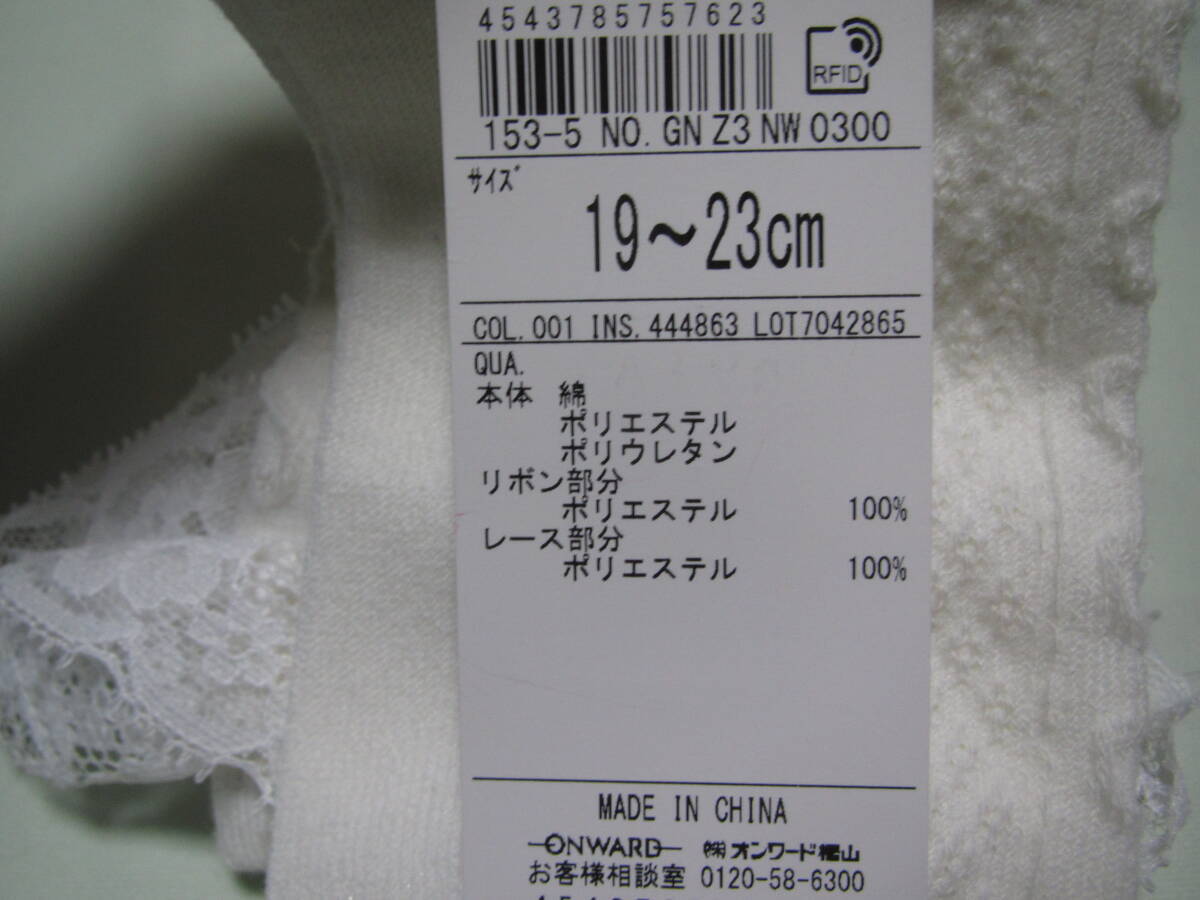 4543785757623
RFID
153-5 NO. GN Z3 NW 0300
サイズ
19〜23cm
COL. 001 INS. 444863 LOT7042865
QUA.
本体 綿
ポリエステル
ポリウレタン
リボン部分
ポリエステル 100%
レース部分
ポリエステル 100%
MADE IN CHINA
ONWARD ㈱オンワード樫山
お客様相談室 0120-58-6300